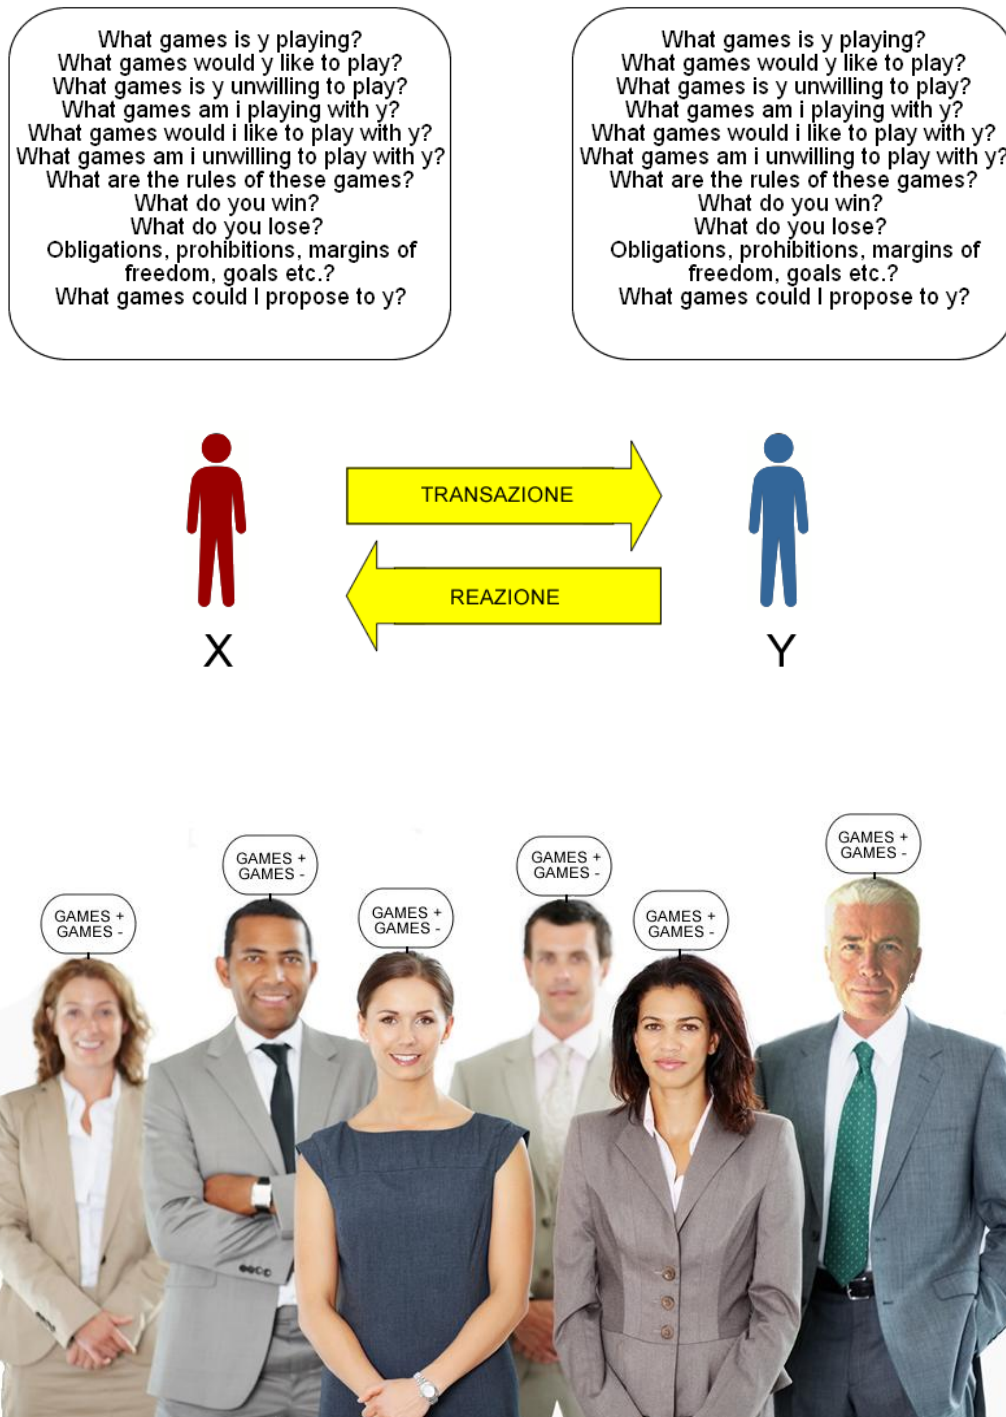 What games is y playing?
What games would y like to play?
What games is y unwilling to play?
What games am i playing with y?
What games would i like to play with y?
What games am i unwilling to play with y?
What are the rules of these games?
What do you win?
What do you lose?
Obligations, prohibitions, margins of
freedom, goals etc.?
What games could I propose to y?
What games is y playing?
What games would y like to play?
What games is y unwilling to play?
What games am i playing with y?
What games would i like to play with y?
What games am i unwilling to play with y?
What are the rules of these games?
What do you win?
What do you lose?
Obligations, prohibitions, margins of
freedom, goals etc.?
What games could I propose to y?
TRANSAZIONE
REAZIONE
X
Y
GAMES +
GAMES -
GAMES +
GAMES -
GAMES +
GAMES -
GAMES +
GAMES -
GAMES +
GAMES -
GAMES +
GAMES -